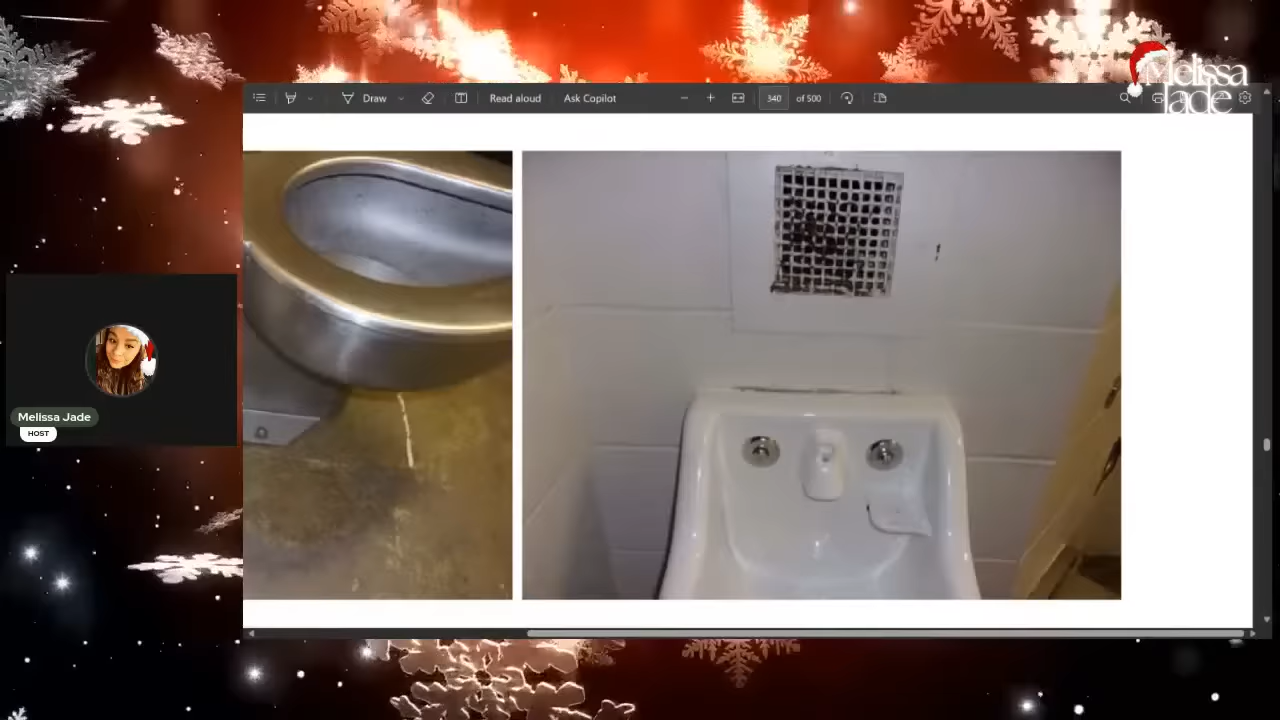 Draw
Read aloud
Ask Copilot
340
of 500
Melissa
Jade
Melissa Jade
HOST